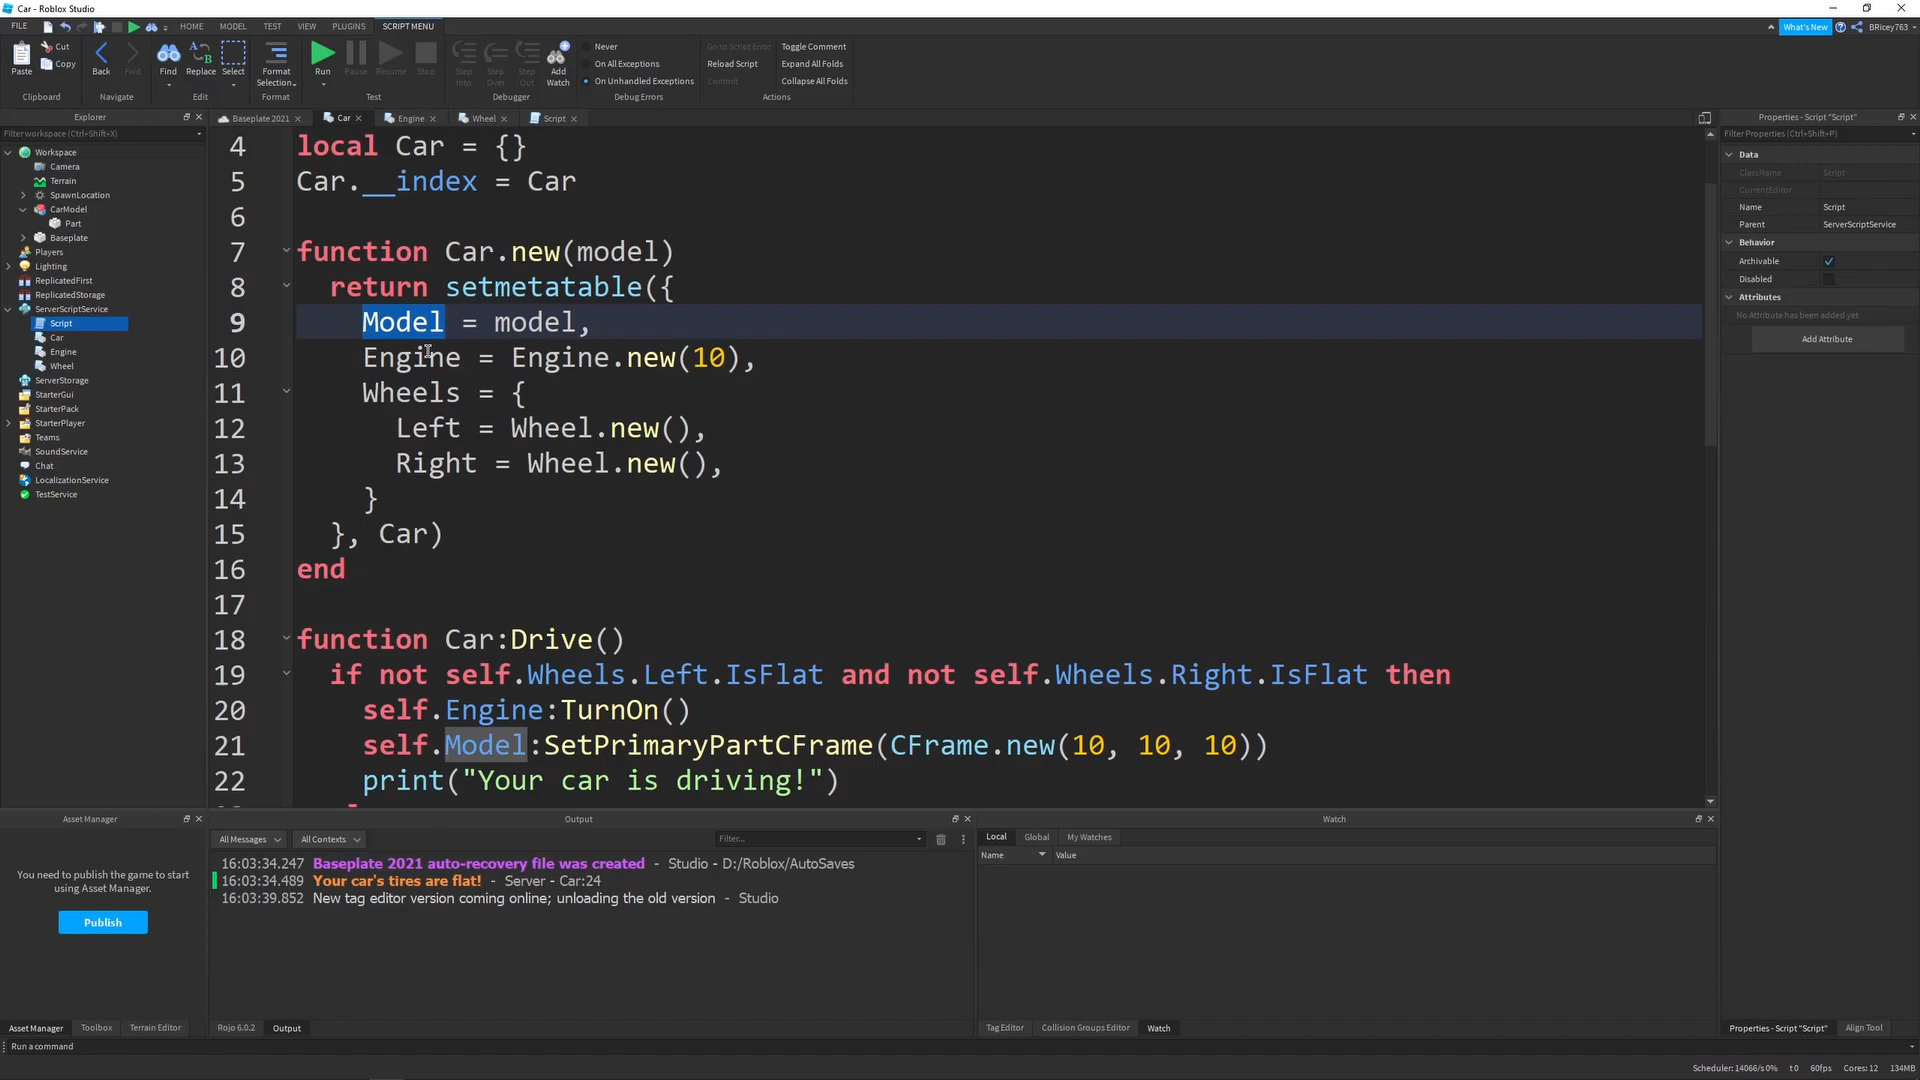 Car - Roblox Studio
FILE
HOME
MODEL
TEST
VIEW
PLUGINS
SCRIPT MENU
What's New
BRicey763
Paste
Cut
Copy
Clipboard
Back
Fwd
Navigate
Find
Replace
Select
Edit
Format
Selection
Format
Run
Pause
Resume
Stop
Test
Step
Into
Step
Over
Step
Out
Add
Watch
Debugger
Never
On All Exceptions
On Unhandled Exceptions
Debug Errors
Go to Script Error
Reload Script
Commit
Toggle Comment
Expand All Folds
Collapse All Folds
Actions
Explorer
Filter workspace (Ctrl+Shift+X)
Workspace
Camera
Terrain
SpawnLocation
CarModel
Part
Baseplate
Players
Lighting
ReplicatedFirst
ReplicatedStorage
ServerScriptService
Script
Car
Engine
Wheel
ServerStorage
StarterGui
StarterPack
StarterPlayer
Teams
SoundService
Chat
LocalizationService
TestService
Baseplate 2021
Car
Engine
Wheel
Script
4 local Car = {}
5 Car.__index = Car
6
7 function Car.new(model)
8 return setmetatable({
9 Model = model,
10 Engine = Engine.new(10),
11 Wheels = {
12 Left = Wheel.new(),
13 Right = Wheel.new(),
14 }
15 }, Car)
16 end
17
18 function Car:Drive()
19 if not self.Wheels.Left.IsFlat and not self.Wheels.Right.IsFlat then
20 self.Engine:TurnOn()
21 self.Model:SetPrimaryPartCFrame(CFrame.new(10, 10, 10))
22 print("Your car is driving!")
Properties - Script "Script"
Filter Properties (Ctrl+Shift+P)
Data
ClassName Script
CurrentEditor
Name Script
Parent ServerScriptService
Behavior
Archivable
Disabled
Attributes
No Attribute has been added yet
Add Attribute
Asset Manager
You need to publish the game to start
using Asset Manager.
Publish
Asset Manager
Toolbox
Terrain Editor
Output
All Messages
All Contexts
Filter...
16:03:34.247 Baseplate 2021 auto-recovery file was created - Studio - D:/Roblox/AutoSaves
16:03:34.489 Your car's tires are flat! - Server - Car:24
16:03:39.852 New tag editor version coming online; unloading the old version - Studio
Rojo 6.0.2
Output
Watch
Local
Global
My Watches
Name
Value
Tag Editor
Collision Groups Editor
Watch
Properties - Script "Script"
Align Tool
Run a command
Scheduler: 14066/s 0% t 0 60fps Cores: 12 134MB